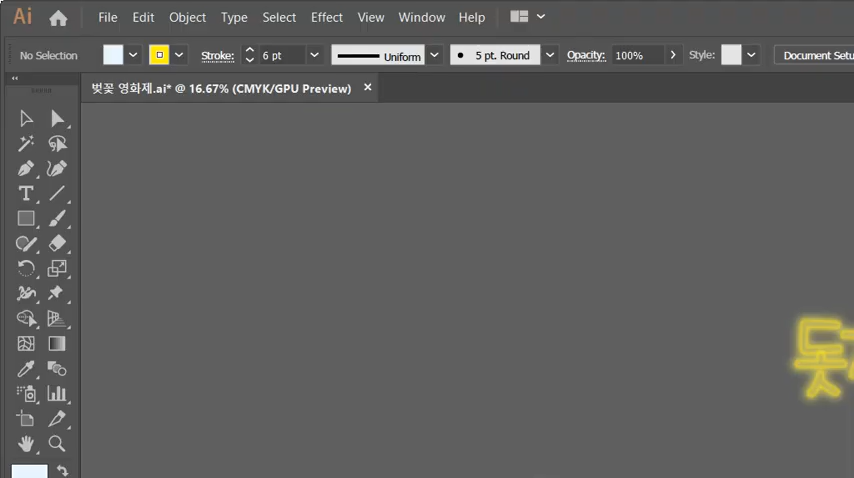 Ai File Edit Object Type Select Effect View Window Help
No Selection Stroke: 6 pt Uniform 5 pt. Round Opacity: 100% Style:  Document Setu
벚꽃 영화제.ai* @ 16.67% (CMYK/GPU Preview)